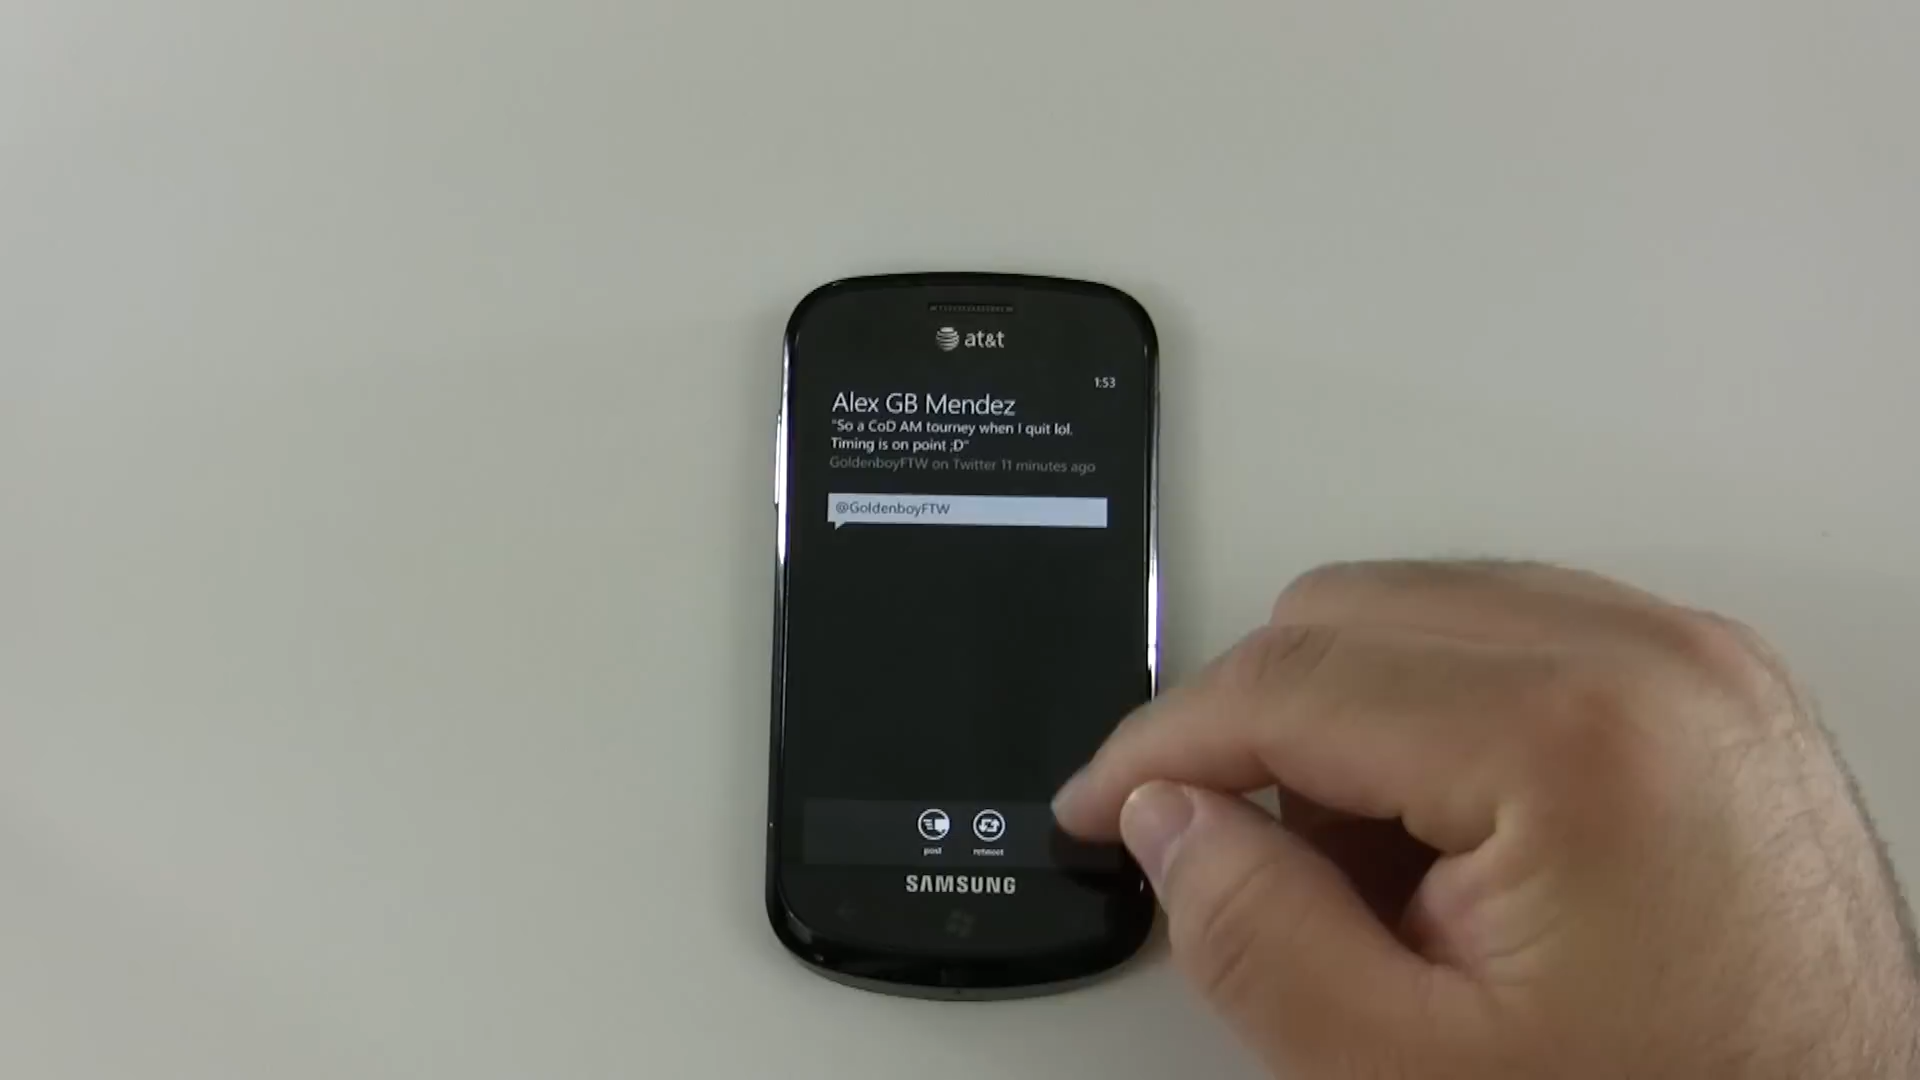 at&t
1:53
Alex GB Mendez
"So a CoD AM tourney when I quit lol.
Timing is on point ;D"
GoldenboyFTW on Twitter 11 minutes ago
@GoldenboyFTW
post retweet
SAMSUNG